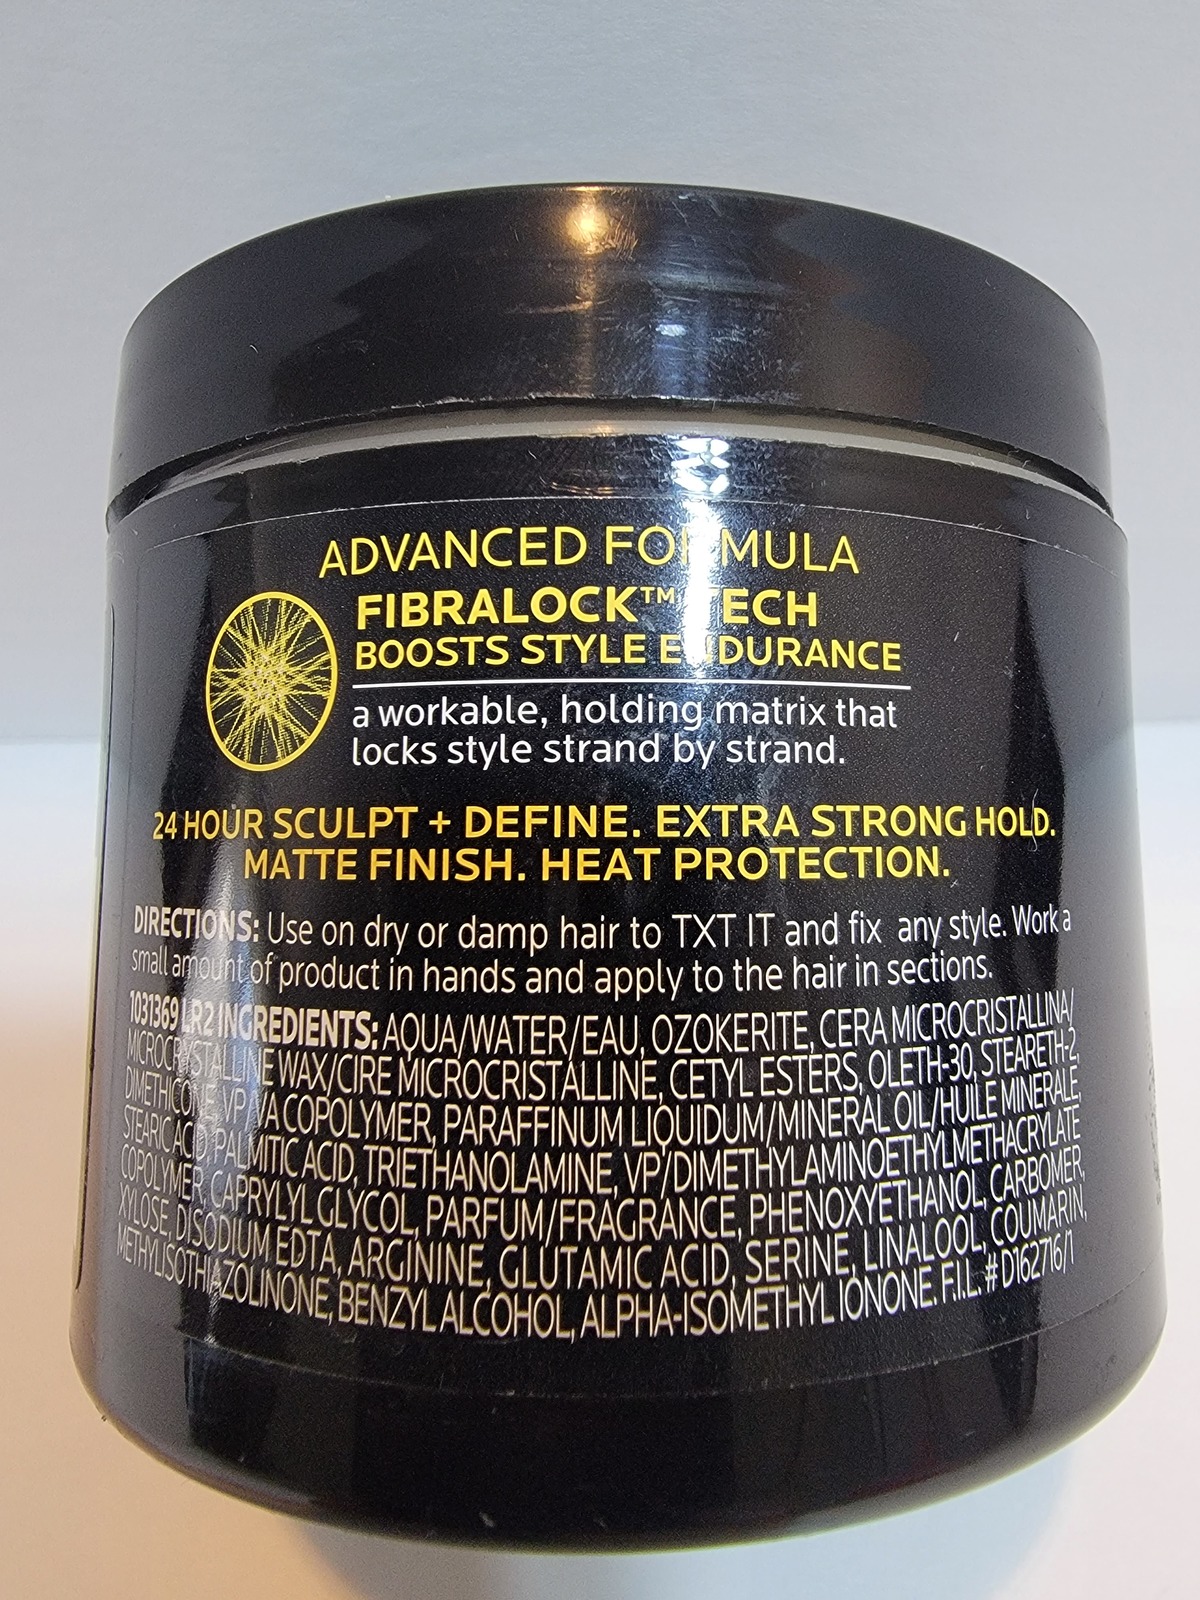 ADVANCED FORMULA
FIBRALOCK™ TECH
BOOSTS STYLE ENDURANCE
a workable, holding matrix that
locks style strand by strand.
24 HOUR SCULPT + DEFINE. EXTRA STRONG HOLD.
MATTE FINISH. HEAT PROTECTION.
DIRECTIONS: Use on dry or damp hair to TXT IT and fix any style. Work a
small amount of product in hands and apply to the hair in sections.
1031369 LR2 INGREDIENTS: AQUA/WATER/EAU, OZOKERITE, CERA MICROCRISTALLINA/
MICROCRYSTALLINE WAX/CIRE MICROCRISTALLINE, CETYL ESTERS, OLETH-30, STEARETH-2,
DIMETHICONE, VP/VA COPOLYMER, PARAFFINUM LIQUIDUM/MINERAL OIL/HUILE MINERALE,
STEARIC ACID, PALMITIC ACID, TRIETHANOLAMINE, VP/DIMETHYLAMINOETHYLMETHACRYLATE
COPOLYMER, CAPRYLYL GLYCOL, PARFUM/FRAGRANCE, PHENOXYETHANOL, CARBOMER,
XYLOSE, DISODIUM EDTA, ARGININE, GLUTAMIC ACID, SERINE, LINALOOL, COUMARIN,
METHYLISOTHIAZOLINONE, BENZYL ALCOHOL, ALPHA-ISOMETHYL IONONE. F.I.L. # D162716/1